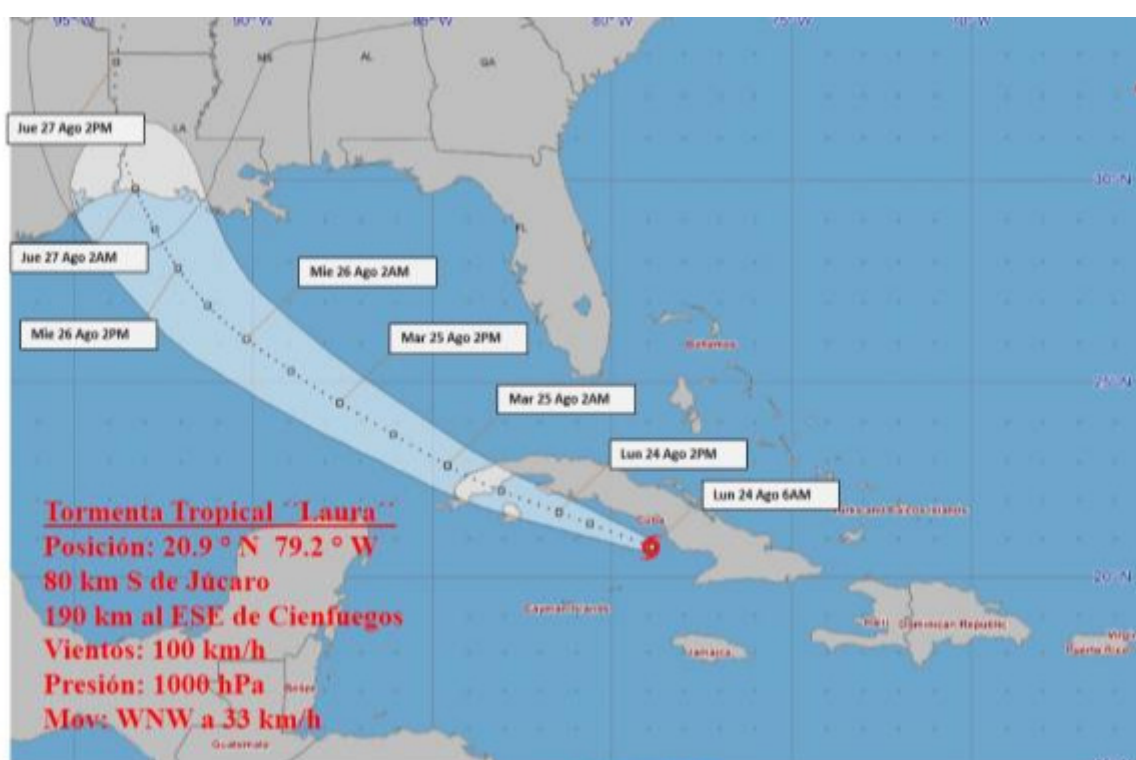 95° W
90° W
85° W
80° W
MS
AL
GA
Jue 27 Ago 2PM
LA
30°N
FL
Jue 27 Ago 2AM
Mie 26 Ago 2AM
Mie 26 Ago 2PM
Mar 25 Ago 2PM
Bahamas
25°N
Mar 25 Ago 2AM
Lun 24 Ago 2PM
Lun 24 Ago 6AM
Cuba
Tormenta Tropical ´´Laura´´
Posición: 20.9 ° N 79.2 ° W
80 km S de Júcaro
190 km al ESE de Cienfuegos
Vientos: 100 km/h
Presión: 1000 hPa
Mov: WNW a 33 km/h
20°N
Cayman Islands
Haiti
Dominican Republic
Jamaica
Puerto Rico
Guatemala